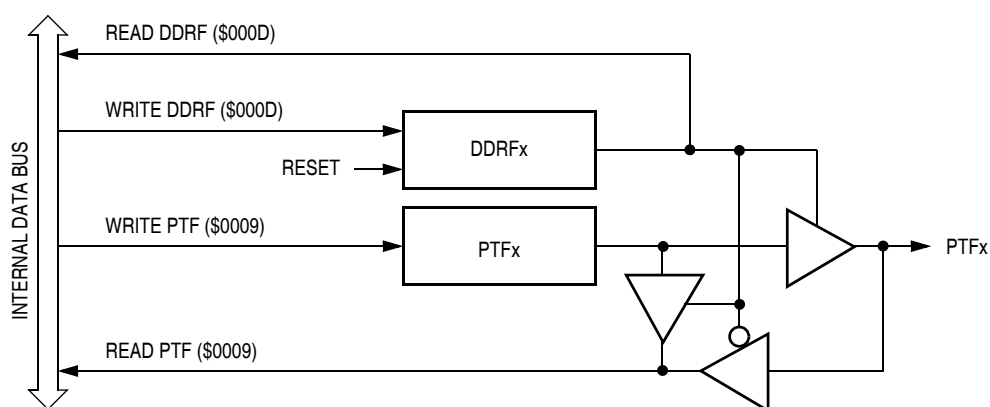 READ DDRF ($000D)
WRITE DDRF ($000D)
DDRFx
RESET
INTERNAL DATA BUS
WRITE PTF ($0009)
PTFx
PTFx
READ PTF ($0009)